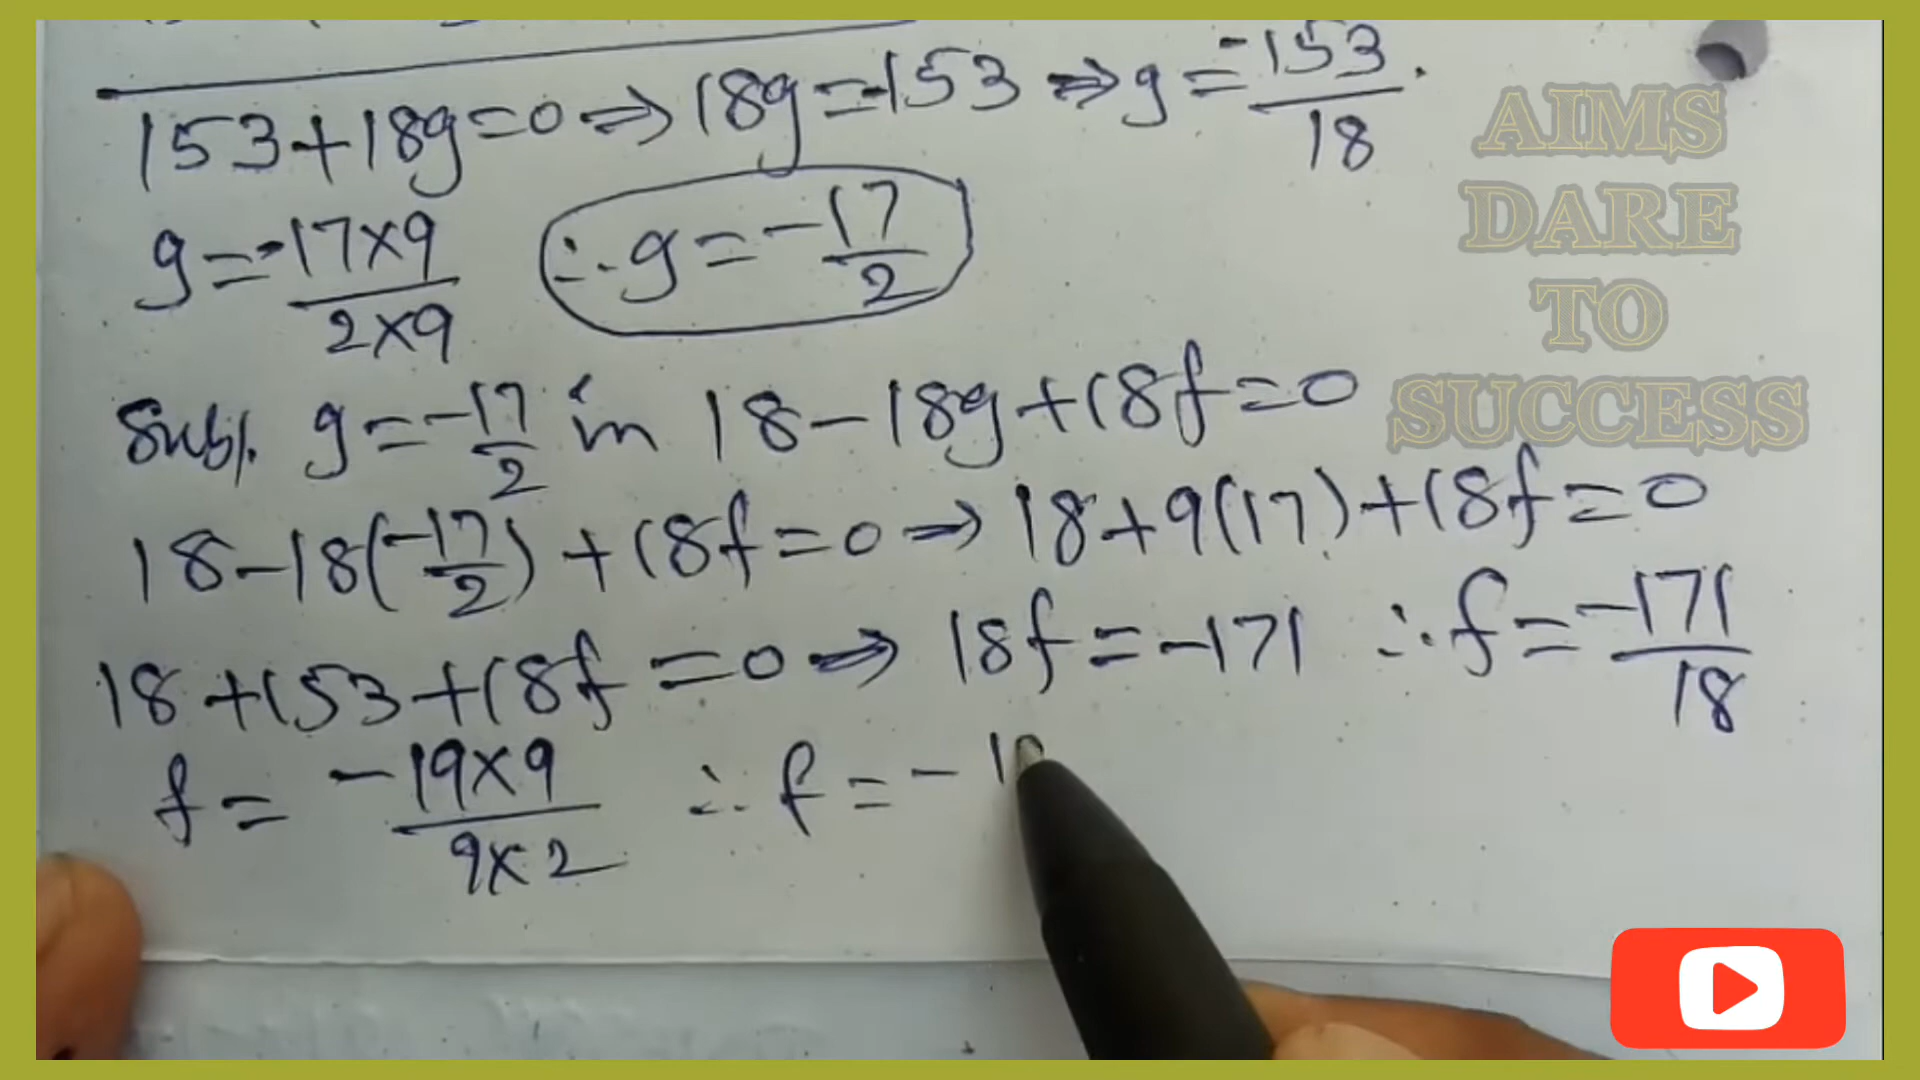 153+18g=0⇒18g=-153⇒g=-153/18.
g=-17×9/2×9 ∴g=-17/2
Sub/. g=-17/2 in 18-18g+18f=0
18-18(-17/2)+18f=0⇒18+9(17)+18f=0
18+153+18f=0⇒18f=-171 ∴f=-171/18
f=-19×9/9×2 ∴f=-1
AIMS
DARE
TO
SUCCESS